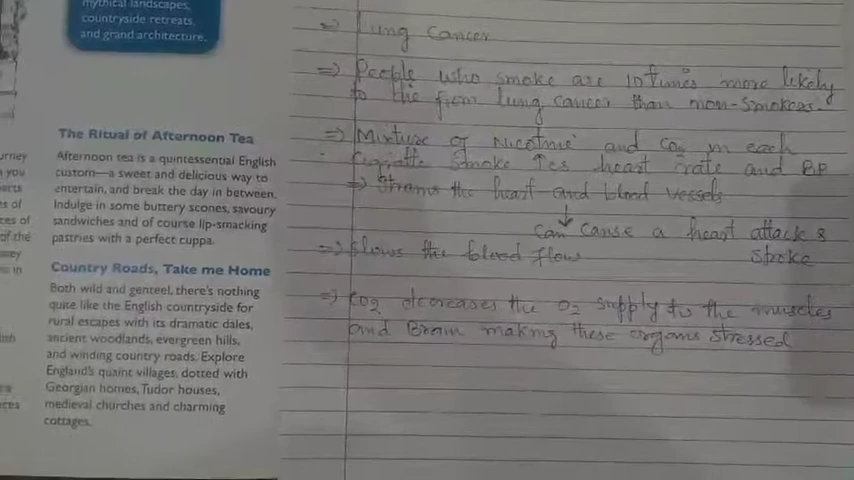 mythical landscapes,
countryside retreats,
and grand architecture.
The Ritual of Afternoon Tea
Afternoon tea is a quintessential English
custom—a sweet and delicious way to
entertain, and break the day in between.
Indulge in some buttery scones, savoury
sandwiches and of course lip-smacking
pastries with a perfect cuppa.
Country Roads, Take me Home
Both wild and genteel, there's nothing
quite like the English countryside for
rural escapes with its dramatic dales,
ancient woodlands, evergreen hills,
and winding country roads. Explore
England's quaint villages, dotted with
Georgian homes, Tudor houses,
medieval churches and charming
cottages.
you
of the
in
⇒ Lung Cancer
⇒ People who smoke are 10 times more likely
to die from lung cancer than non-smokers.
⇒ Mixture of Nicotine and CO2 in each
smoke ↑es heart rate and BP
⇒ Strains the heart and blood vessels
↓
can cause a heart attack &
stroke
⇒ Slows the blood flow
⇒ CO2 decreases the O2 supply to the muscles
and Brain making these organs stressed